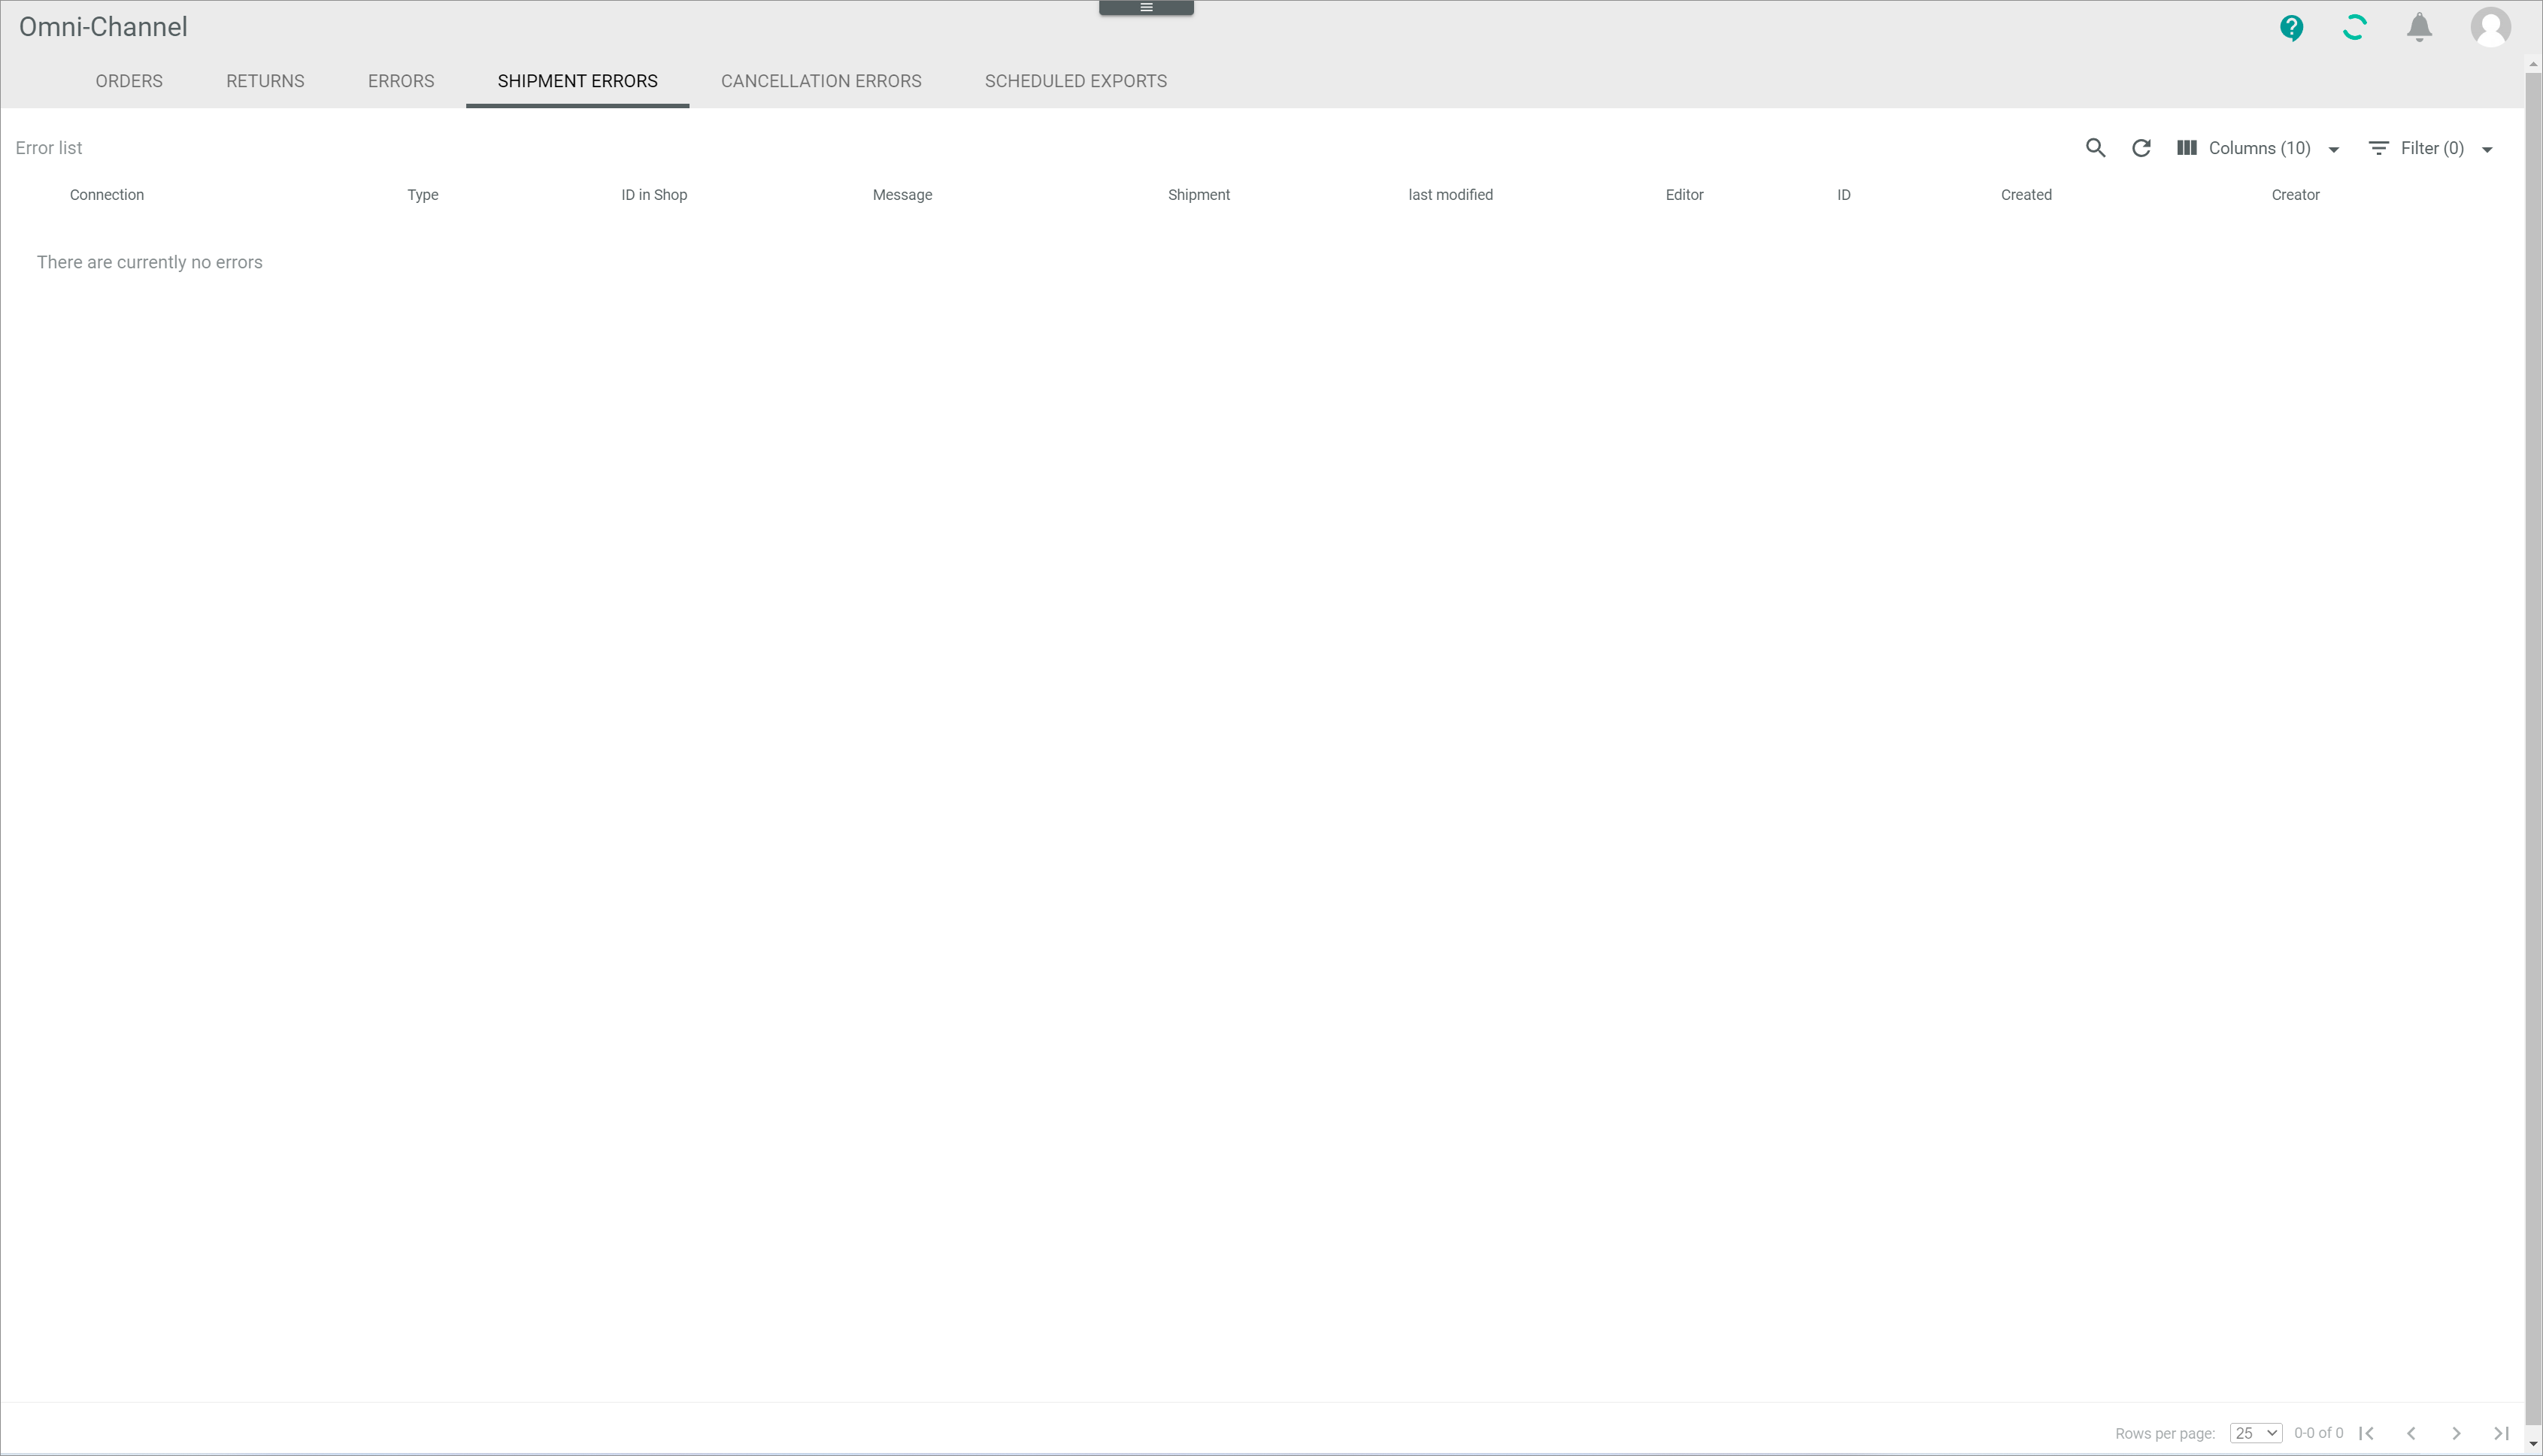 Omni-Channel
ORDERS RETURNS ERRORS SHIPMENT ERRORS CANCELLATION ERRORS SCHEDULED EXPORTS
Error list Columns (10) Filter (0)
Connection Type ID in Shop Message Shipment last modified Editor ID Created Creator
There are currently no errors
Rows per page: 25 0-0 of 0